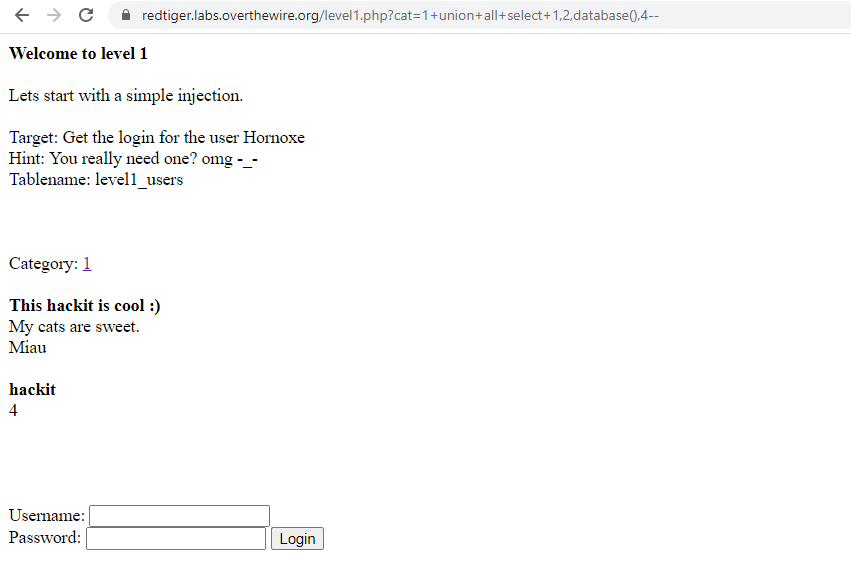 redtiger.labs.overthewire.org/level1.php?cat=1+union+all+select+1,2,database(),4--
Welcome to level 1
Lets start with a simple injection.
Target: Get the login for the user Hornoxe
Hint: You really need one? omg -_-
Tablename: level1_users
Category: 1
This hackit is cool :)
My cats are sweet.
Miau
hackit
4
Username:
Password: Login